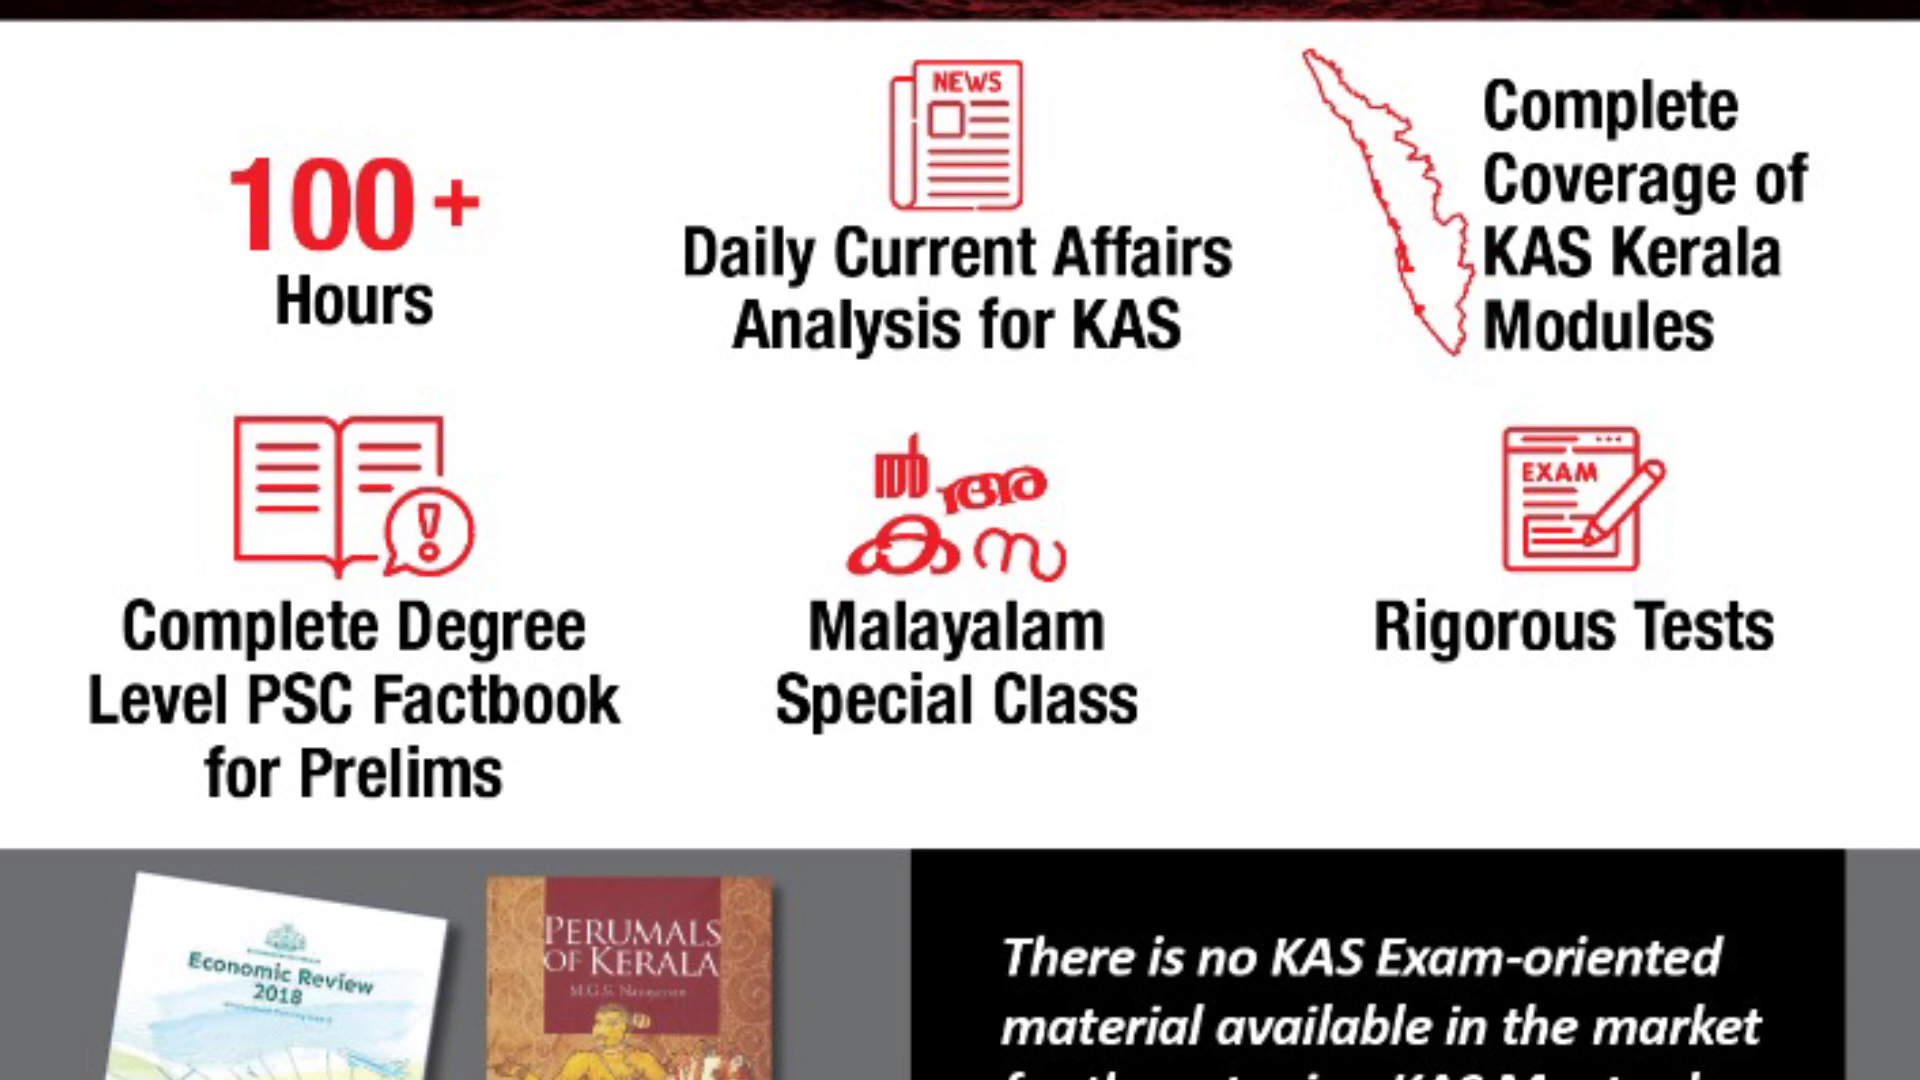 100+
Hours
NEWS
Daily Current Affairs
Analysis for KAS
Complete
Coverage of
KAS Kerala
Modules
Complete Degree
Level PSC Factbook
for Prelims
ൽ അ
ക സ
Malayalam
Special Class
EXAM
Rigorous Tests
Economic Review
2018
PERUMALS
OF KERALA
M.G.S. Narayanan
There is no KAS Exam-oriented
material available in the market